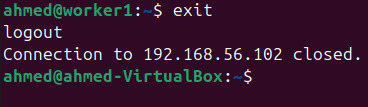 ahmed@worker1:~$ exit
logout
Connection to 192.168.56.102 closed.
ahmed@ahmed-VirtualBox:~$